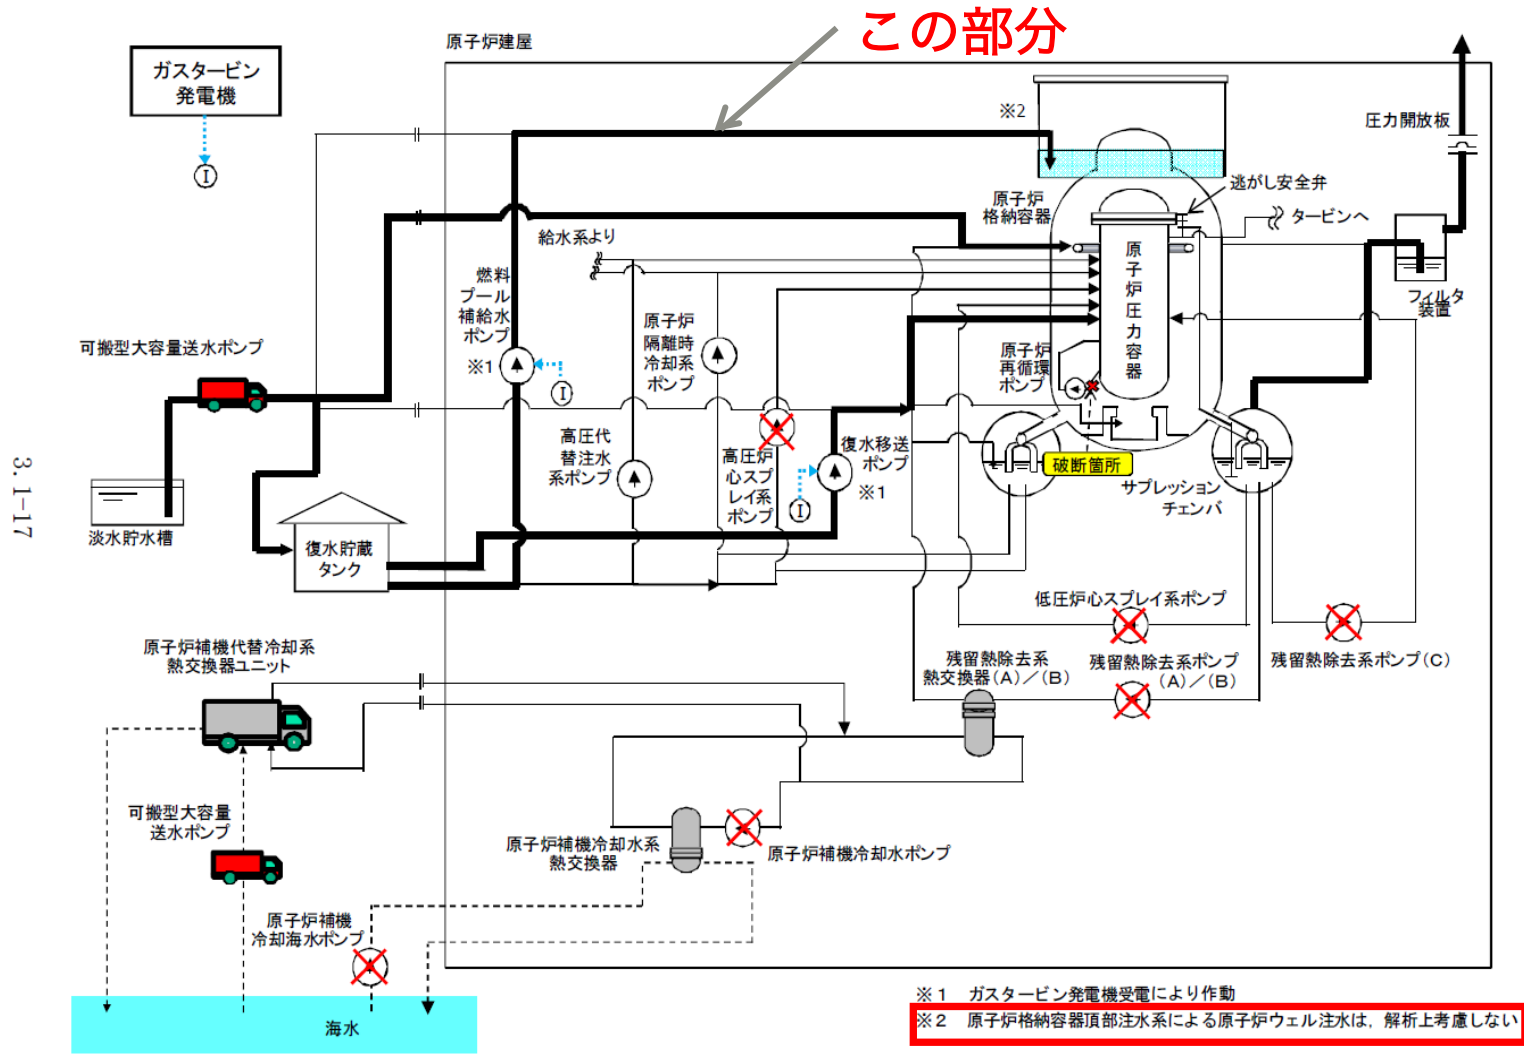 この部分
原子炉建屋
ガスタービン
発電機
I
※2
圧力開放板
逃がし安全弁
原子炉
格納容器
タービンへ
給水系より
原子炉圧力容器
燃料
プール
補給水
ポンプ
※1
I
フィルタ
装置
原子炉
隔離時
冷却系
ポンプ
原子炉
再循環
ポンプ
可搬型大容量送水ポンプ
高圧代
替注水
系ポンプ
高圧炉
心スプ
レイ系
ポンプ
I
復水移送
ポンプ
※1
破断箇所
サプレッション
チェンバ
3.1-17
淡水貯水槽
復水貯蔵
タンク
低圧炉心スプレイ系ポンプ
原子炉補機代替冷却系
熱交換器ユニット
残留熱除去系
熱交換器(A)/(B)
残留熱除去系ポンプ
(A)/(B)
残留熱除去系ポンプ(C)
可搬型大容量
送水ポンプ
原子炉補機冷却水系
熱交換器
原子炉補機冷却水ポンプ
原子炉補機
冷却海水ポンプ
海水
※1 ガスタービン発電機受電により作動
※2 原子炉格納容器頂部注水系による原子炉ウェル注水は,解析上考慮しない